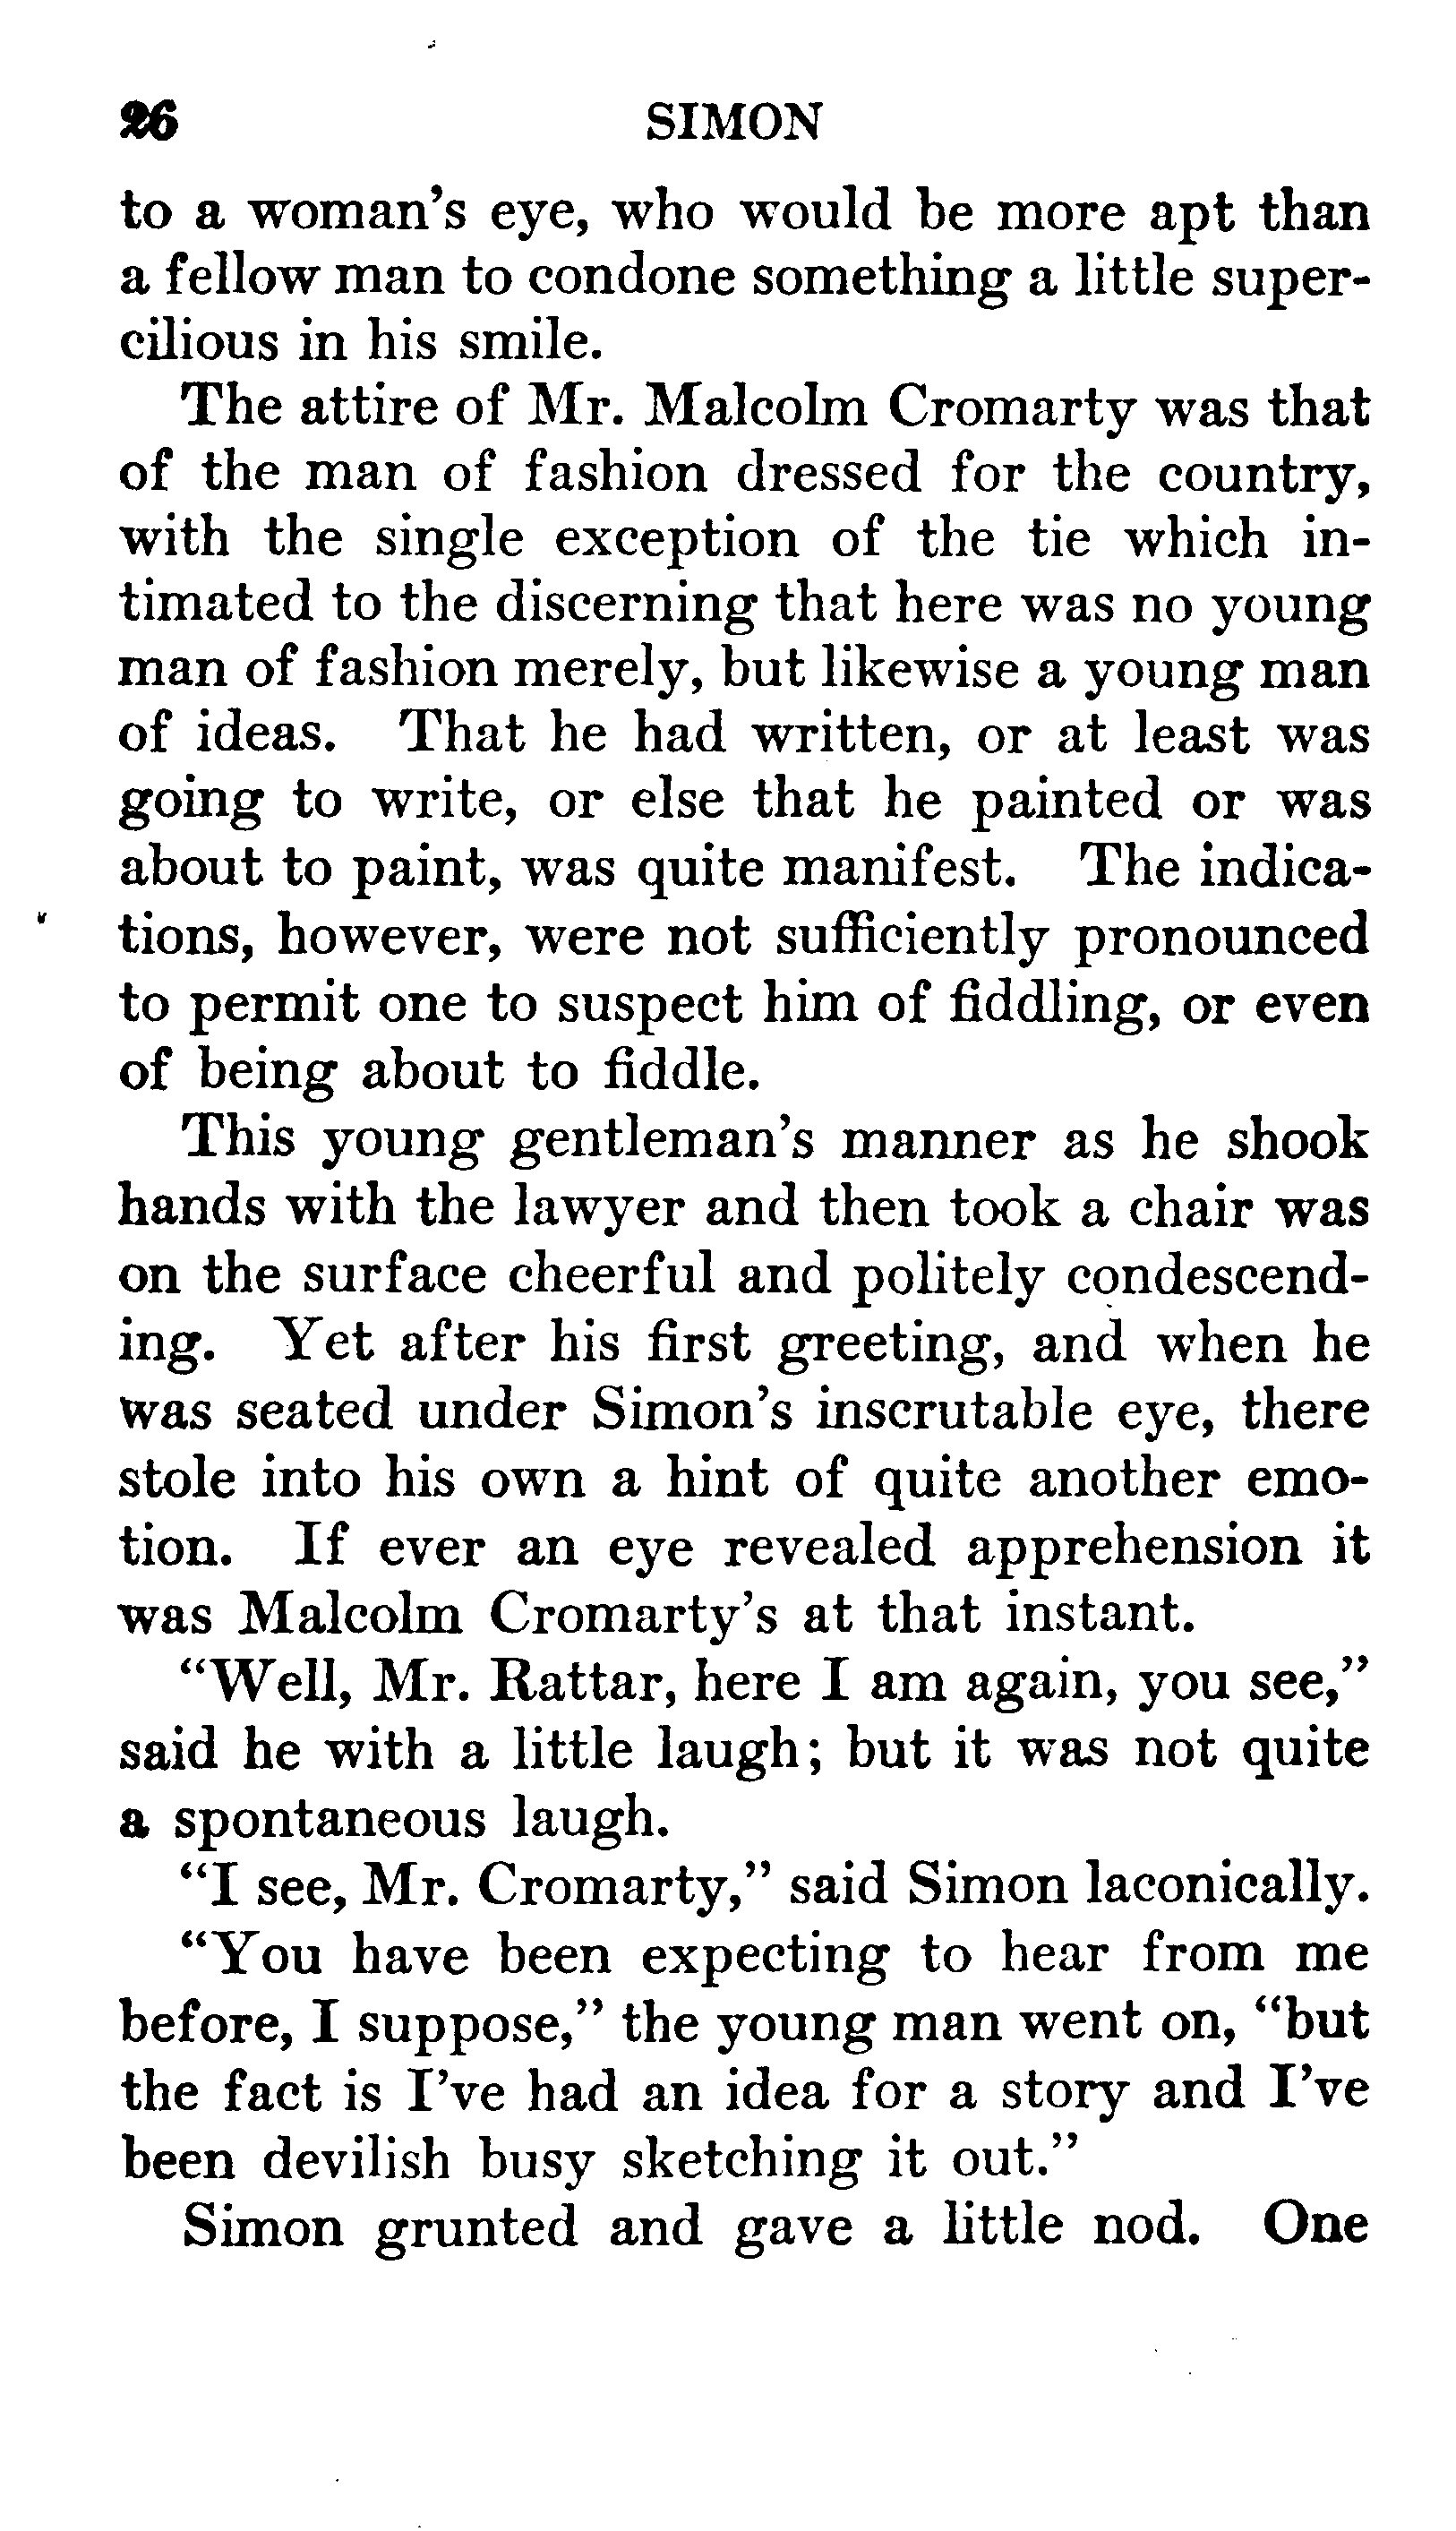 26 SIMON
to a woman's eye, who would be more apt than
a fellow man to condone something a little super-
cilious in his smile.
The attire of Mr. Malcolm Cromarty was that
of the man of fashion dressed for the country,
with the single exception of the tie which in-
timated to the discerning that here was no young
man of fashion merely, but likewise a young man
of ideas. That he had written, or at least was
going to write, or else that he painted or was
about to paint, was quite manifest. The indica-
tions, however, were not sufficiently pronounced
to permit one to suspect him of fiddling, or even
of being about to fiddle.
This young gentleman's manner as he shook
hands with the lawyer and then took a chair was
on the surface cheerful and politely condescend-
ing. Yet after his first greeting, and when he
was seated under Simon's inscrutable eye, there
stole into his own a hint of quite another emo-
tion. If ever an eye revealed apprehension it
was Malcolm Cromarty's at that instant.
"Well, Mr. Rattar, here I am again, you see,"
said he with a little laugh; but it was not quite
a spontaneous laugh.
"I see, Mr. Cromarty," said Simon laconically.
"You have been expecting to hear from me
before, I suppose," the young man went on, "but
the fact is I've had an idea for a story and I've
been devilish busy sketching it out."
Simon grunted and gave a little nod. One